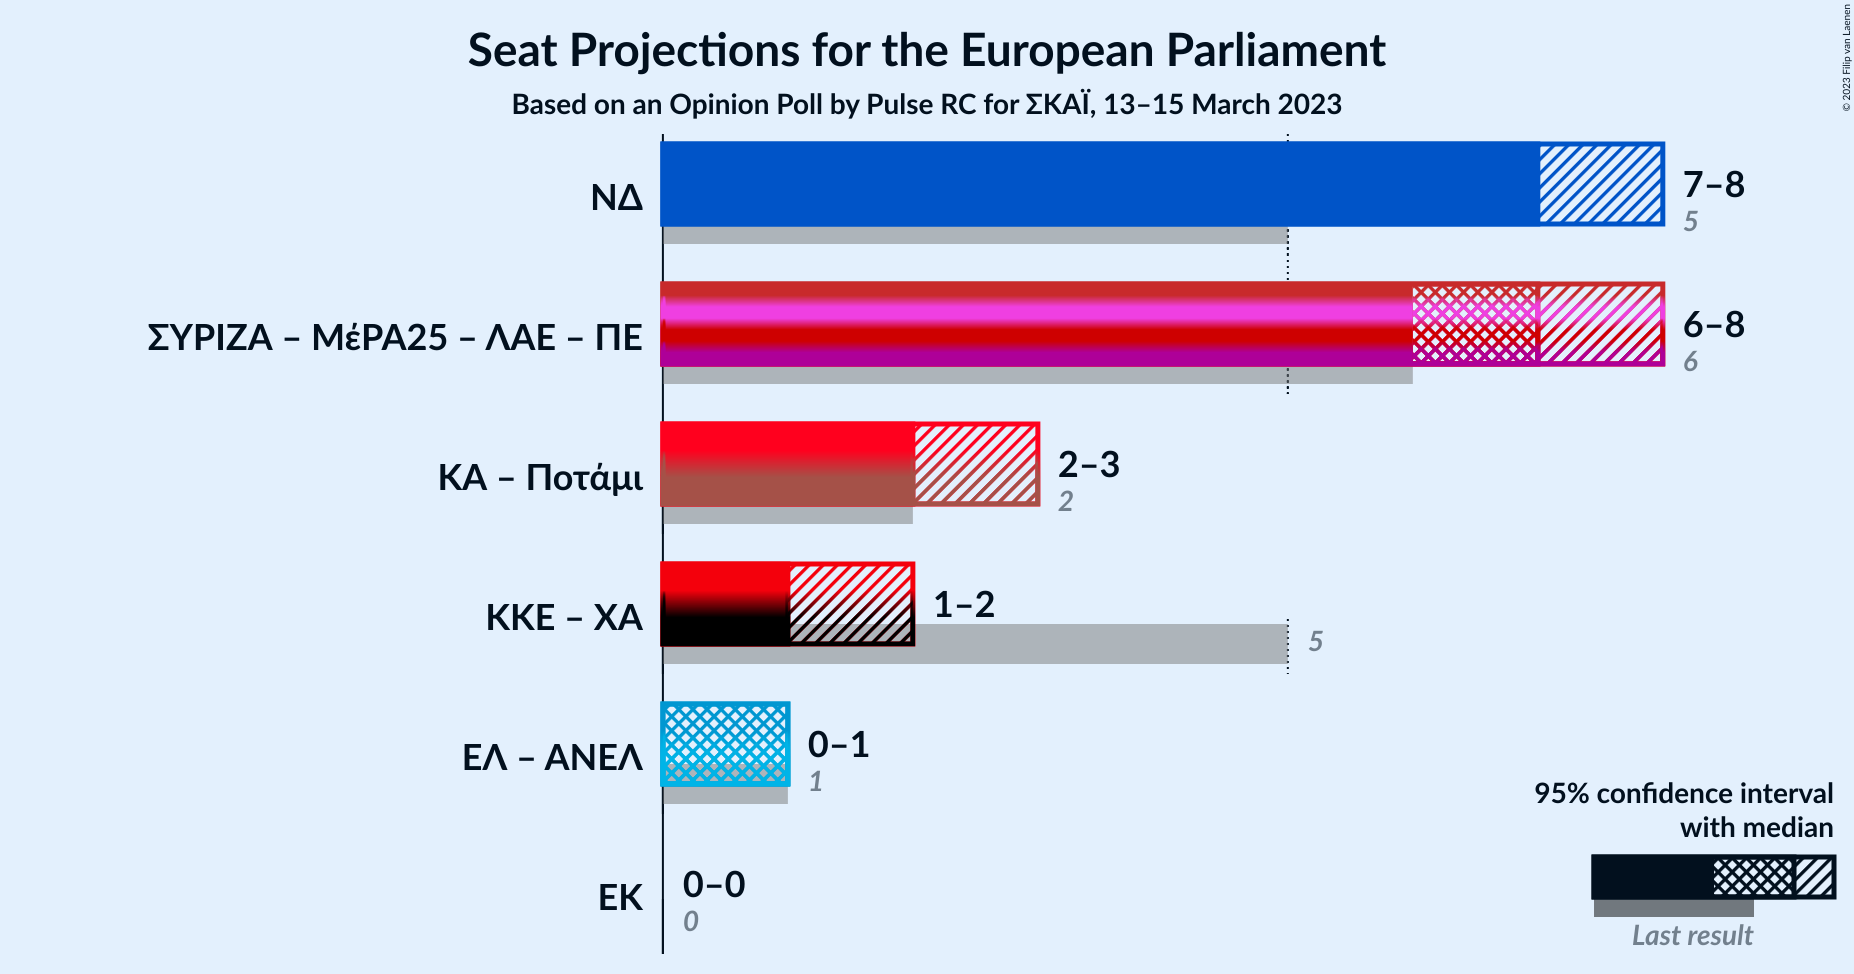 Seat Projections for the European Parliament
Based on an Opinion Poll by Pulse RC for ΣΚΑΪ, 13–15 March 2023
© 2023 Filip van Laenen
ΝΔ
7–8
5
ΣΥΡΙΖΑ – ΜέΡΑ25 – ΛΑΕ – ΠΕ
6–8
6
ΚΑ – Ποτάμι
2–3
2
ΚΚΕ – ΧΑ
1–2
5
ΕΛ – ΑΝΕΛ
0–1
1
ΕΚ
0–0
0
95% confidence interval
with median
Last result